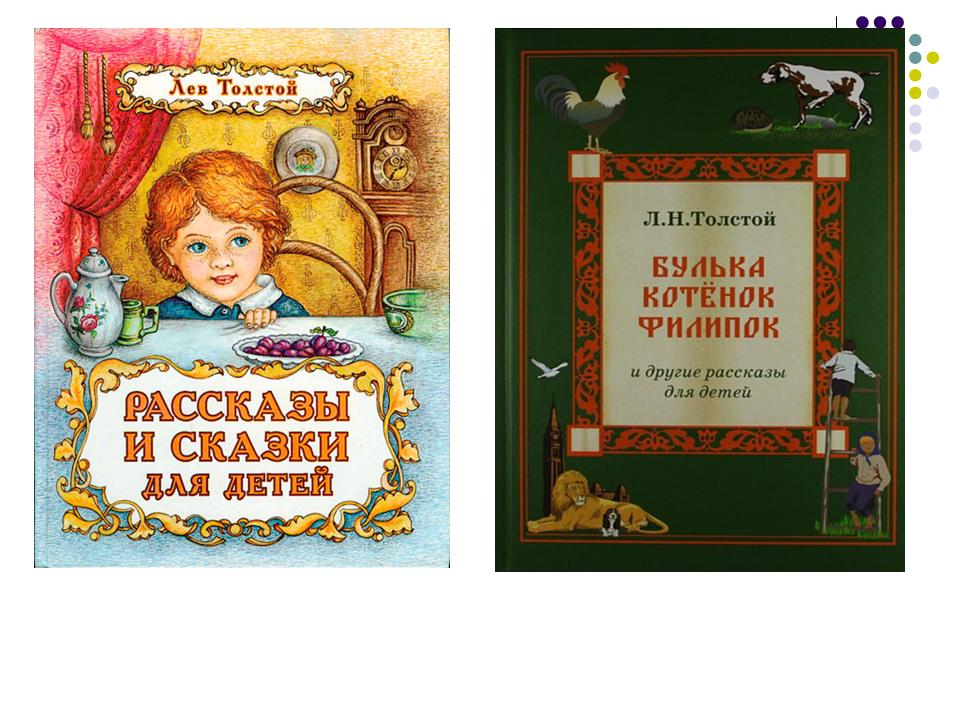 Лев Толстой
РАССКАЗЫ
И СКАЗКИ
ДЛЯ ДЕТЕЙ
Л.Н.Толстой
БУЛЬКА
КОТЁНОК
ФИЛИПОК
и другие рассказы
для детей